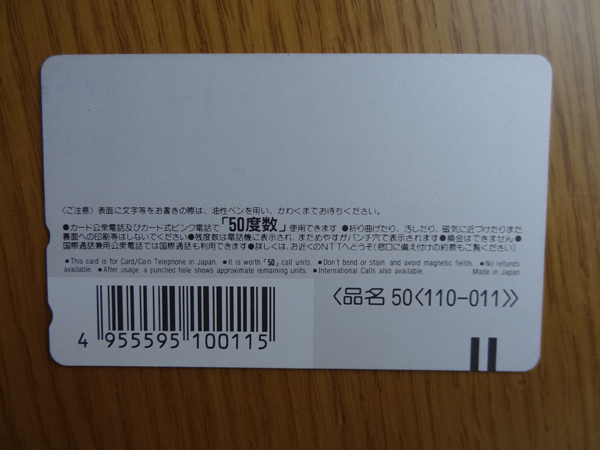 〈ご注意〉表面に文字等をお書きの際は、油性ペンを用い、かわくまでお待ちください。
●カード公衆電話及びカード式ピンク電話で「50度数」使用できます ●折り曲げたり、汚したり、磁気に近づけたりまた
裏面への印刷等はしないでください●残度数は電話機に表示され、まためやすがパンチ穴で表示されます●換金はできません●
国際通話兼用公衆電話では国際通話も利用できます●詳しくは、お近くのNTTへどうぞ(窓口に備え付けの約款もご覧ください)
■ This card is for Card/Coin Telephone in Japan. ■ It is worth「50」call units. ■ Don't bend or stain and avoid magnetic fields. ■ No refunds
available. ■ After usage, a punched hole shows approximate remaining units. ■ International Calls also available. Made in Japan
〈品名 50〈110-011〉〉
4 955595 100115